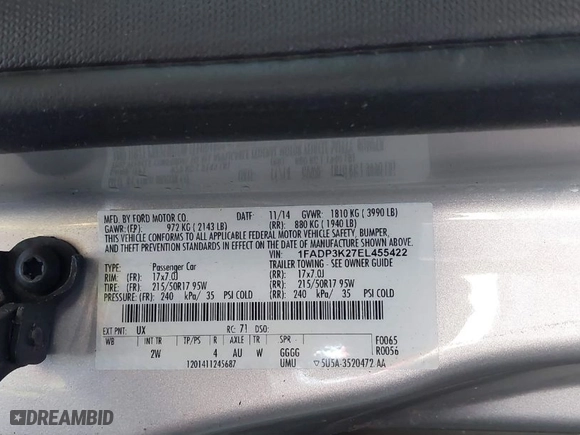 MFD. BY FORD MOTOR CO. DATE 11/14 GVWR: 1810 KG ( 3990 LB)
GAWR:(FR) 972 KG ( 2143 LB) (RR): 880 KG ( 1940 LB)
THIS VEHICLE CONFORMS TO ALL APPLICABLE FEDERAL MOTOR VEHICLE SAFETY, BUMPER,
AND THEFT PREVENTION STANDARDS IN EFFECT ON THE DATE OF MANUFACTURE SHOWN ABOVE.
VIN: 1FADP3K27EL455422
TYPE: Passenger Car TRAILER TOWING - SEE OWNER GUIDE
RIM: (FR): 17x7.0J (RR): 17x7.0J
TIRE: (FR): 215/50R17 95W (RR): 215/50R17 95W
PRESSURE: (FR): 240 kPa/ 35 PSI COLD (RR): 240 kPa/ 35 PSI COLD
EXT PNT: UX RC: 71 DSO:
WB INT TR TP/PS R AXLE TR SPR F0065
2W 4 AU W GGGG R0056
1201411245687 UMU 5U5A-3520472 AA
DREAMBID